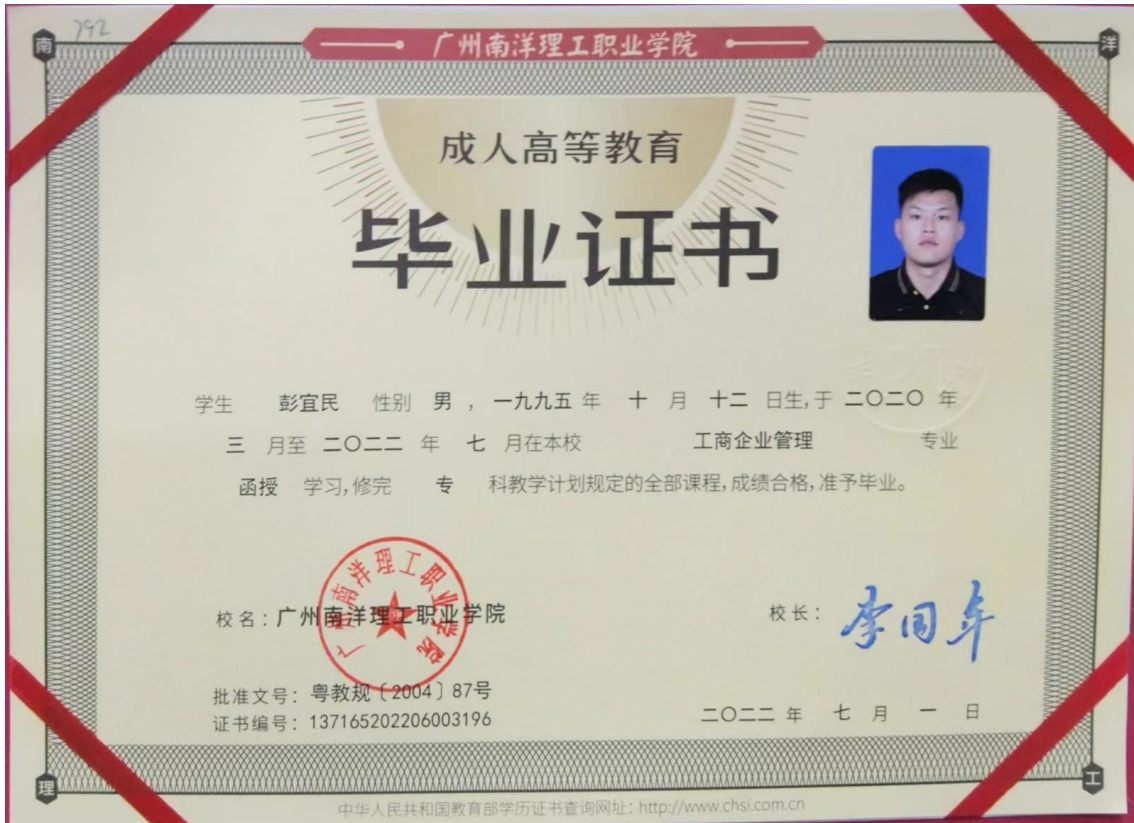 792
南
洋
广州南洋理工职业学院
成人高等教育
毕业证书
学生 彭宜民 性别 男 , 一九九五 年 十 月 十二 日生,于 二〇二〇 年
三 月至 二〇二二 年 七 月在本校 工商企业管理 专业
函授 学习,修完 专 科教学计划规定的全部课程,成绩合格,准予毕业。
广州南洋理工职业学院
校名:广州南洋理工职业学院
校长: 李国年
批准文号:粤教规〔2004〕87号
证书编号:137165202206003196
二〇二二 年 七 月 一 日
理
工
中华人民共和国教育部学历证书查询网址:http://www.chsi.com.cn